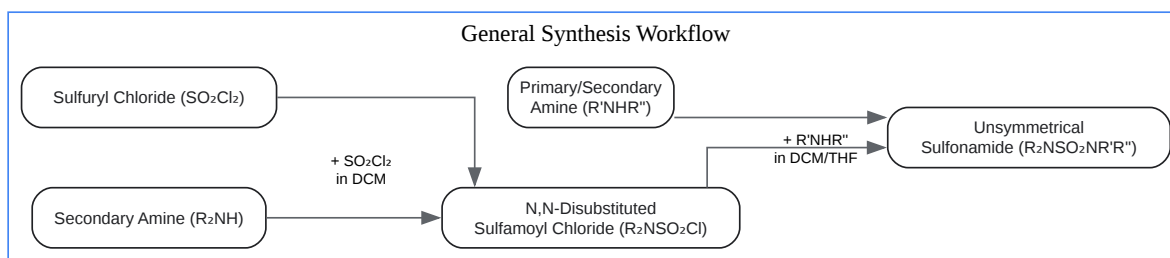 General Synthesis Workflow
Sulfuryl Chloride (SO₂Cl₂)
Primary/Secondary
Amine (R'NHR")
Unsymmetrical
Sulfonamide (R₂NSO₂NR'R")
+ R'NHR"
in DCM/THF
+ SO₂Cl₂
in DCM
Secondary Amine (R₂NH)
N,N-Disubstituted
Sulfamoyl Chloride (R₂NSO₂Cl)